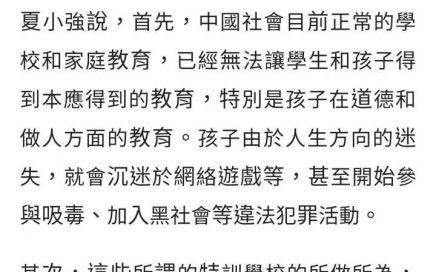 夏小強說，首先，中國社會目前正常的學
校和家庭教育，已經無法讓學生和孩子得
到本應得到的教育，特別是孩子在道德和
做人方面的教育。孩子由於人生方向的迷
失，就會沉迷於網絡遊戲等，甚至開始參
與吸毒、加入黑社會等違法犯罪活動。
其次，這些所謂的特訓學校的所做所為，